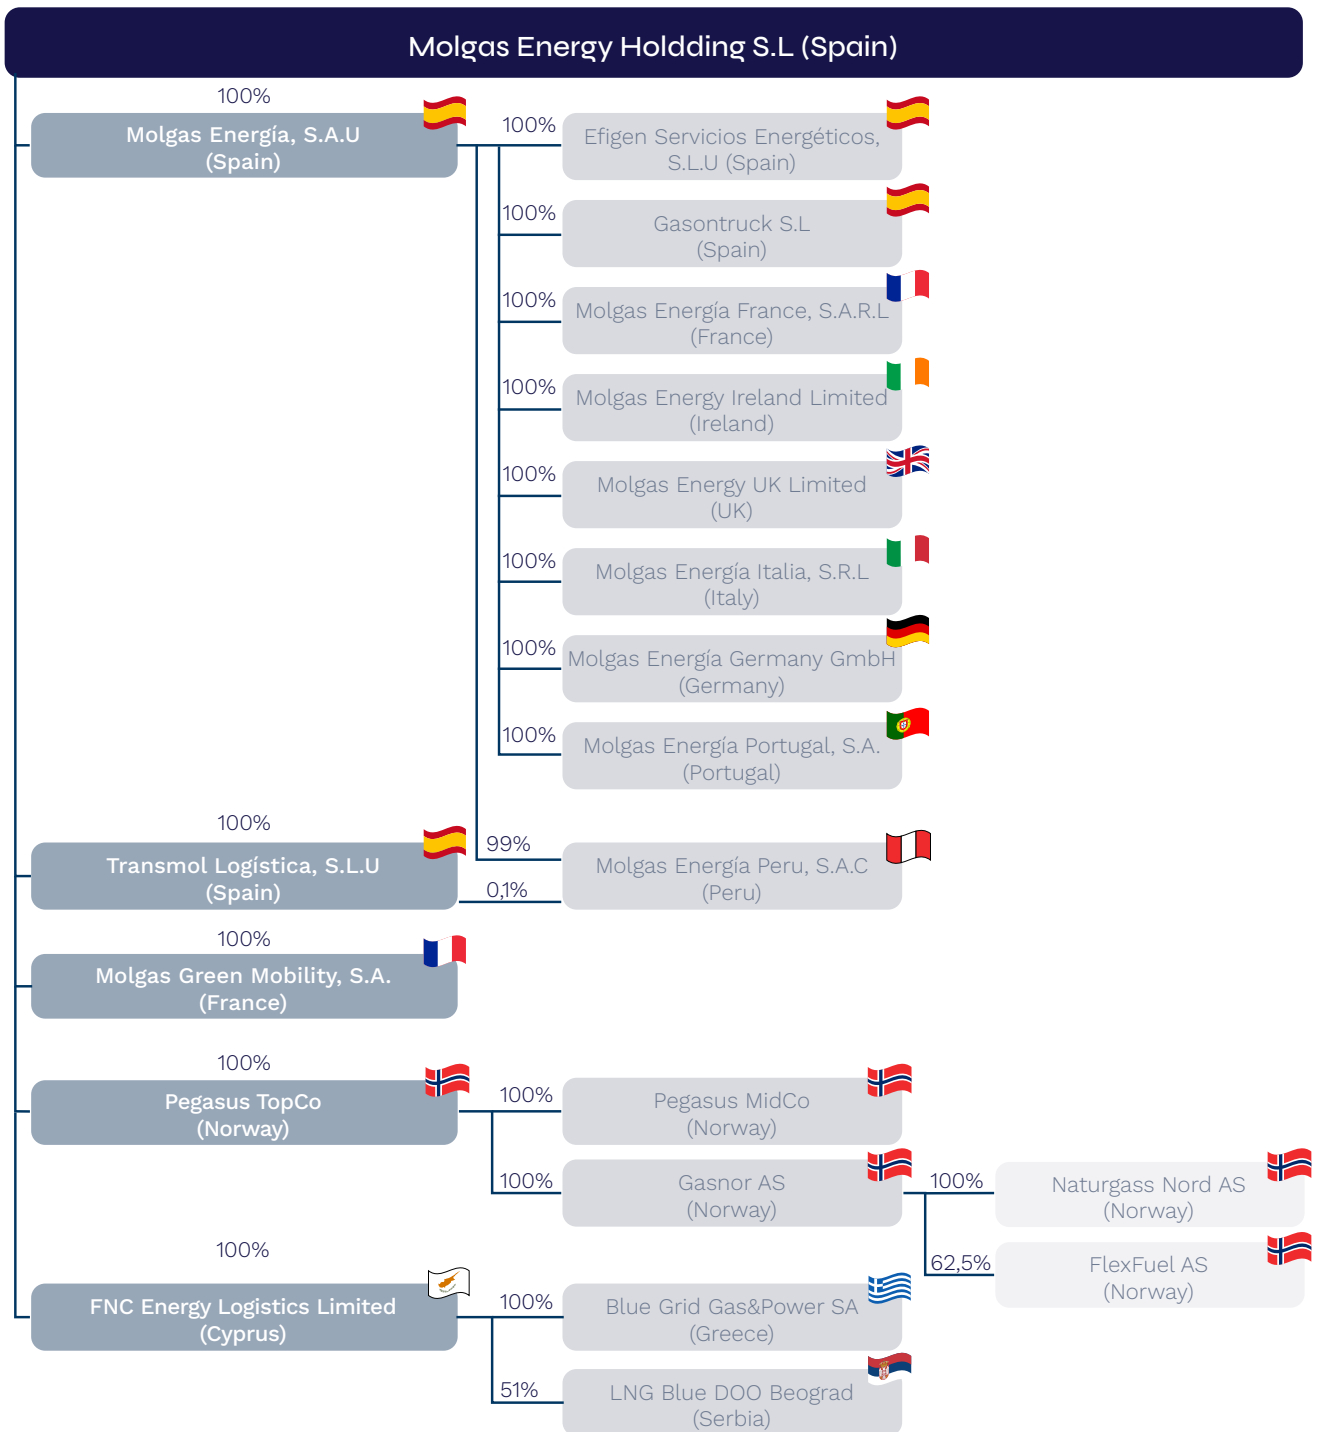 Molgas Energy Holdding S.L (Spain)
100%
Molgas Energía, S.A.U
(Spain)
100%
Efigen Servicios Energéticos,
S.L.U (Spain)
100%
Gasontruck S.L
(Spain)
100%
Molgas Energía France, S.A.R.L
(France)
100%
Molgas Energy Ireland Limited
(Ireland)
100%
Molgas Energy UK Limited
(UK)
100%
Molgas Energía Italia, S.R.L
(Italy)
100%
Molgas Energía Germany GmbH
(Germany)
100%
Molgas Energía Portugal, S.A.
(Portugal)
100%
Transmol Logística, S.L.U
(Spain)
99%
0,1%
Molgas Energía Peru, S.A.C
(Peru)
100%
Molgas Green Mobility, S.A.
(France)
100%
Pegasus TopCo
(Norway)
100%
Pegasus MidCo
(Norway)
100%
Gasnor AS
(Norway)
100%
Naturgass Nord AS
(Norway)
62,5%
FlexFuel AS
(Norway)
100%
FNC Energy Logistics Limited
(Cyprus)
100%
Blue Grid Gas&Power SA
(Greece)
51%
LNG Blue DOO Beograd
(Serbia)